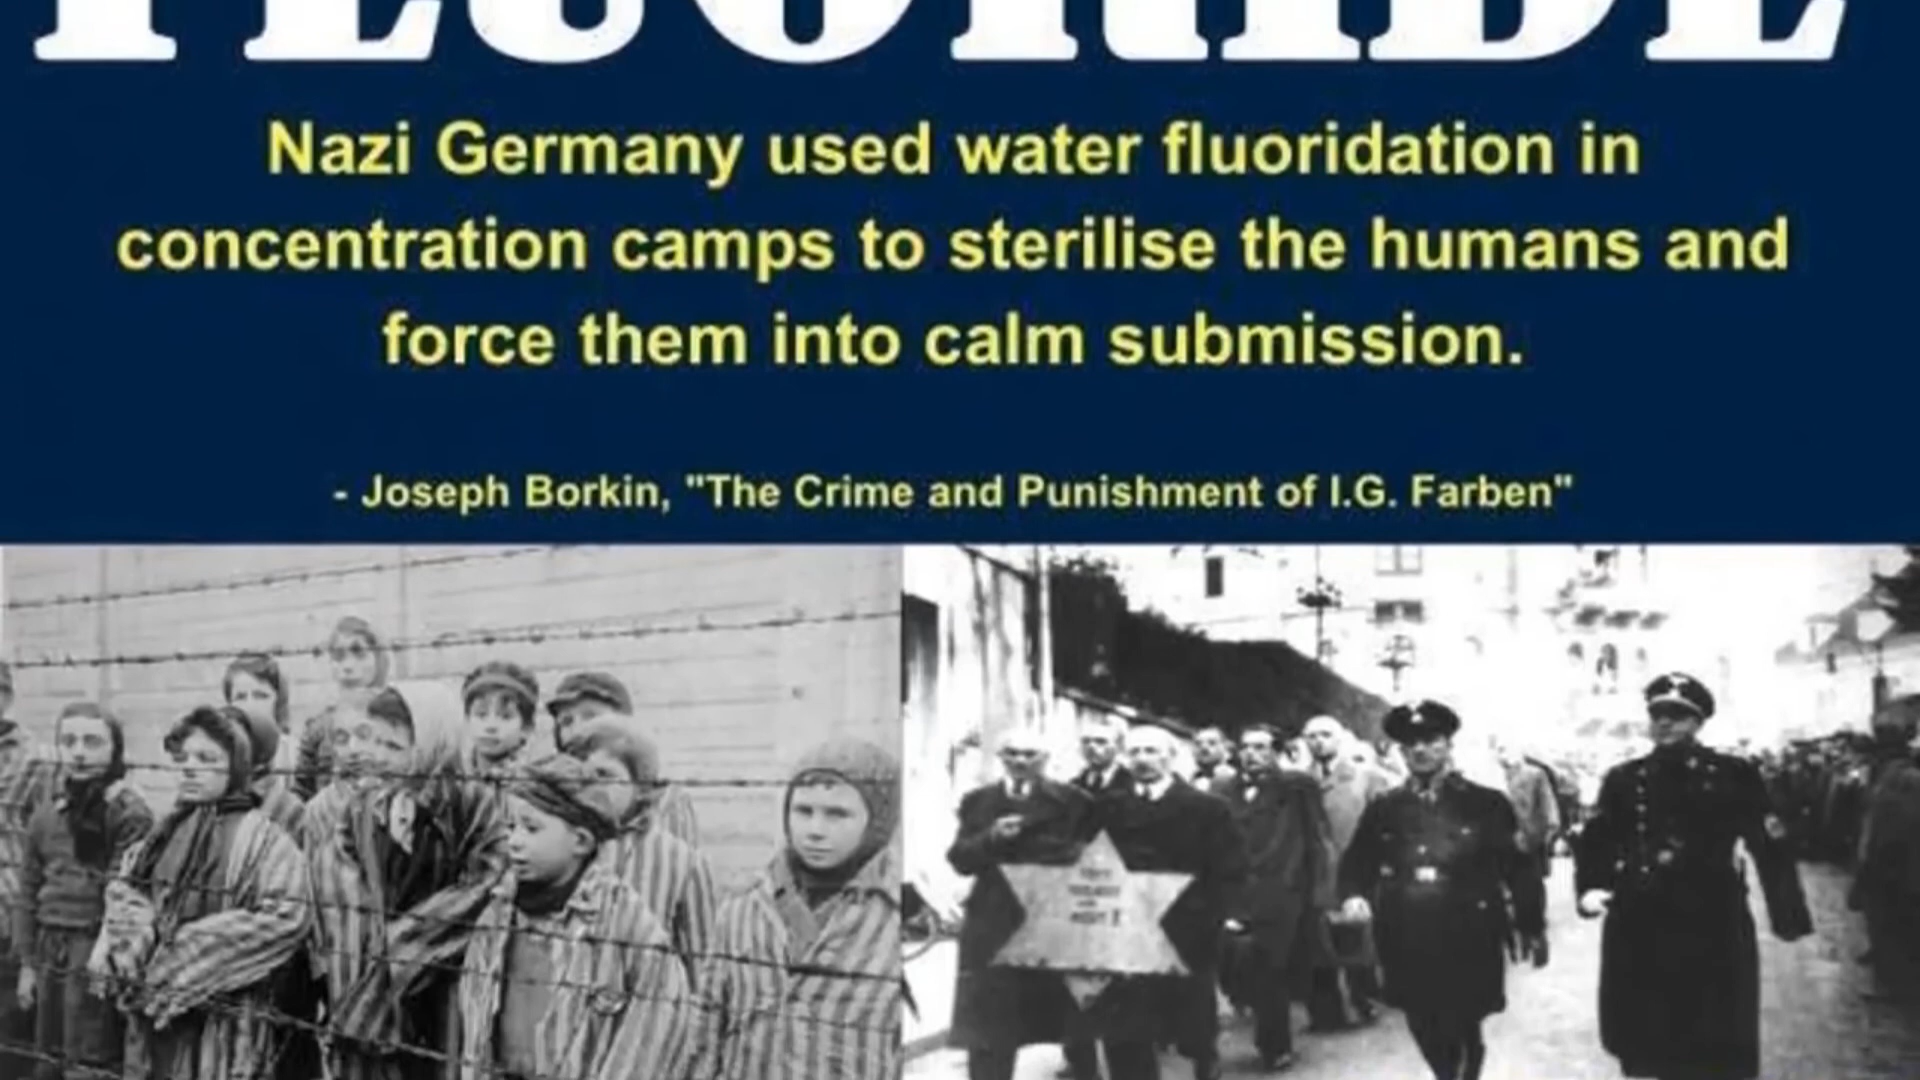 FLUORIDE
Nazi Germany used water fluoridation in
concentration camps to sterilise the humans and
force them into calm submission.
- Joseph Borkin, "The Crime and Punishment of I.G. Farben"